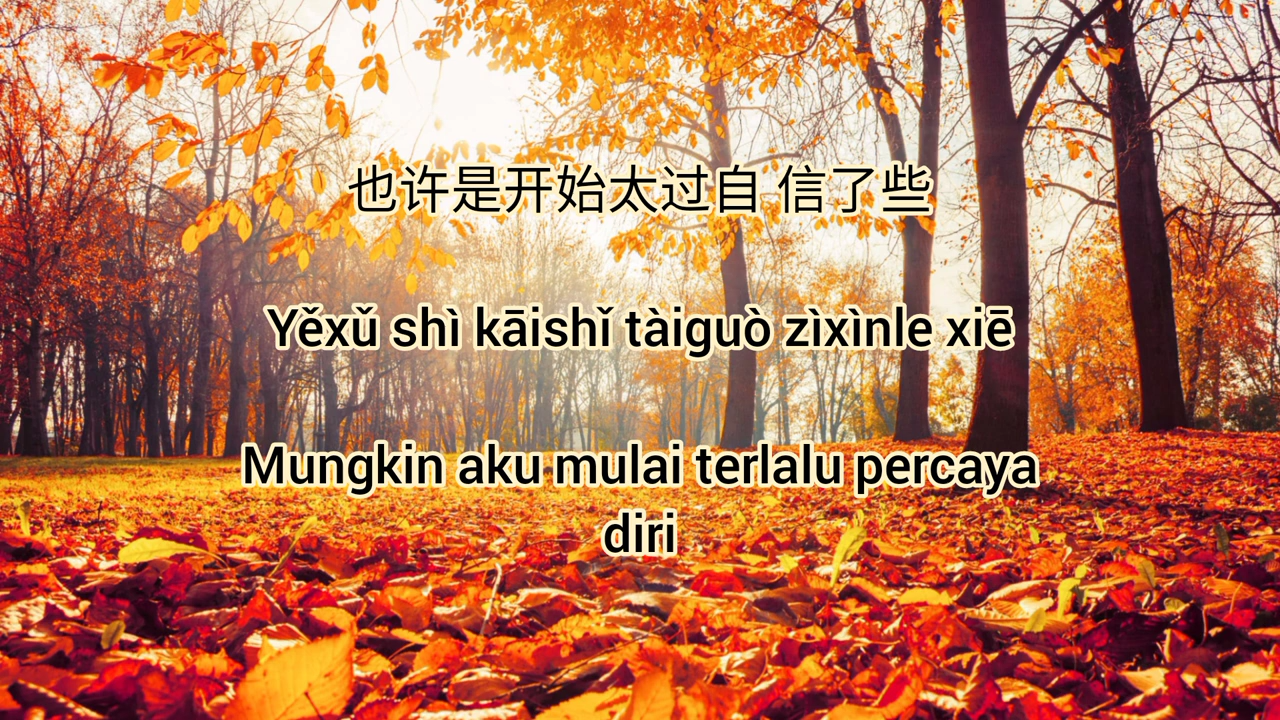 也许是开始太过自 信了些
Yěxǔ shì kāishǐ tàiguò zìxìnle xiē
Mungkin aku mulai terlalu percaya
diri